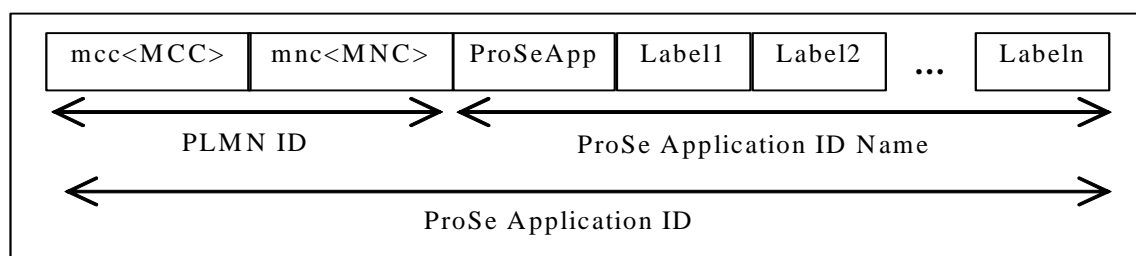 mcc<MCC> mnc<MNC> ProSeApp Label1 Label2 ... Labeln
PLMN ID ProSe Application ID Name
ProSe Application ID